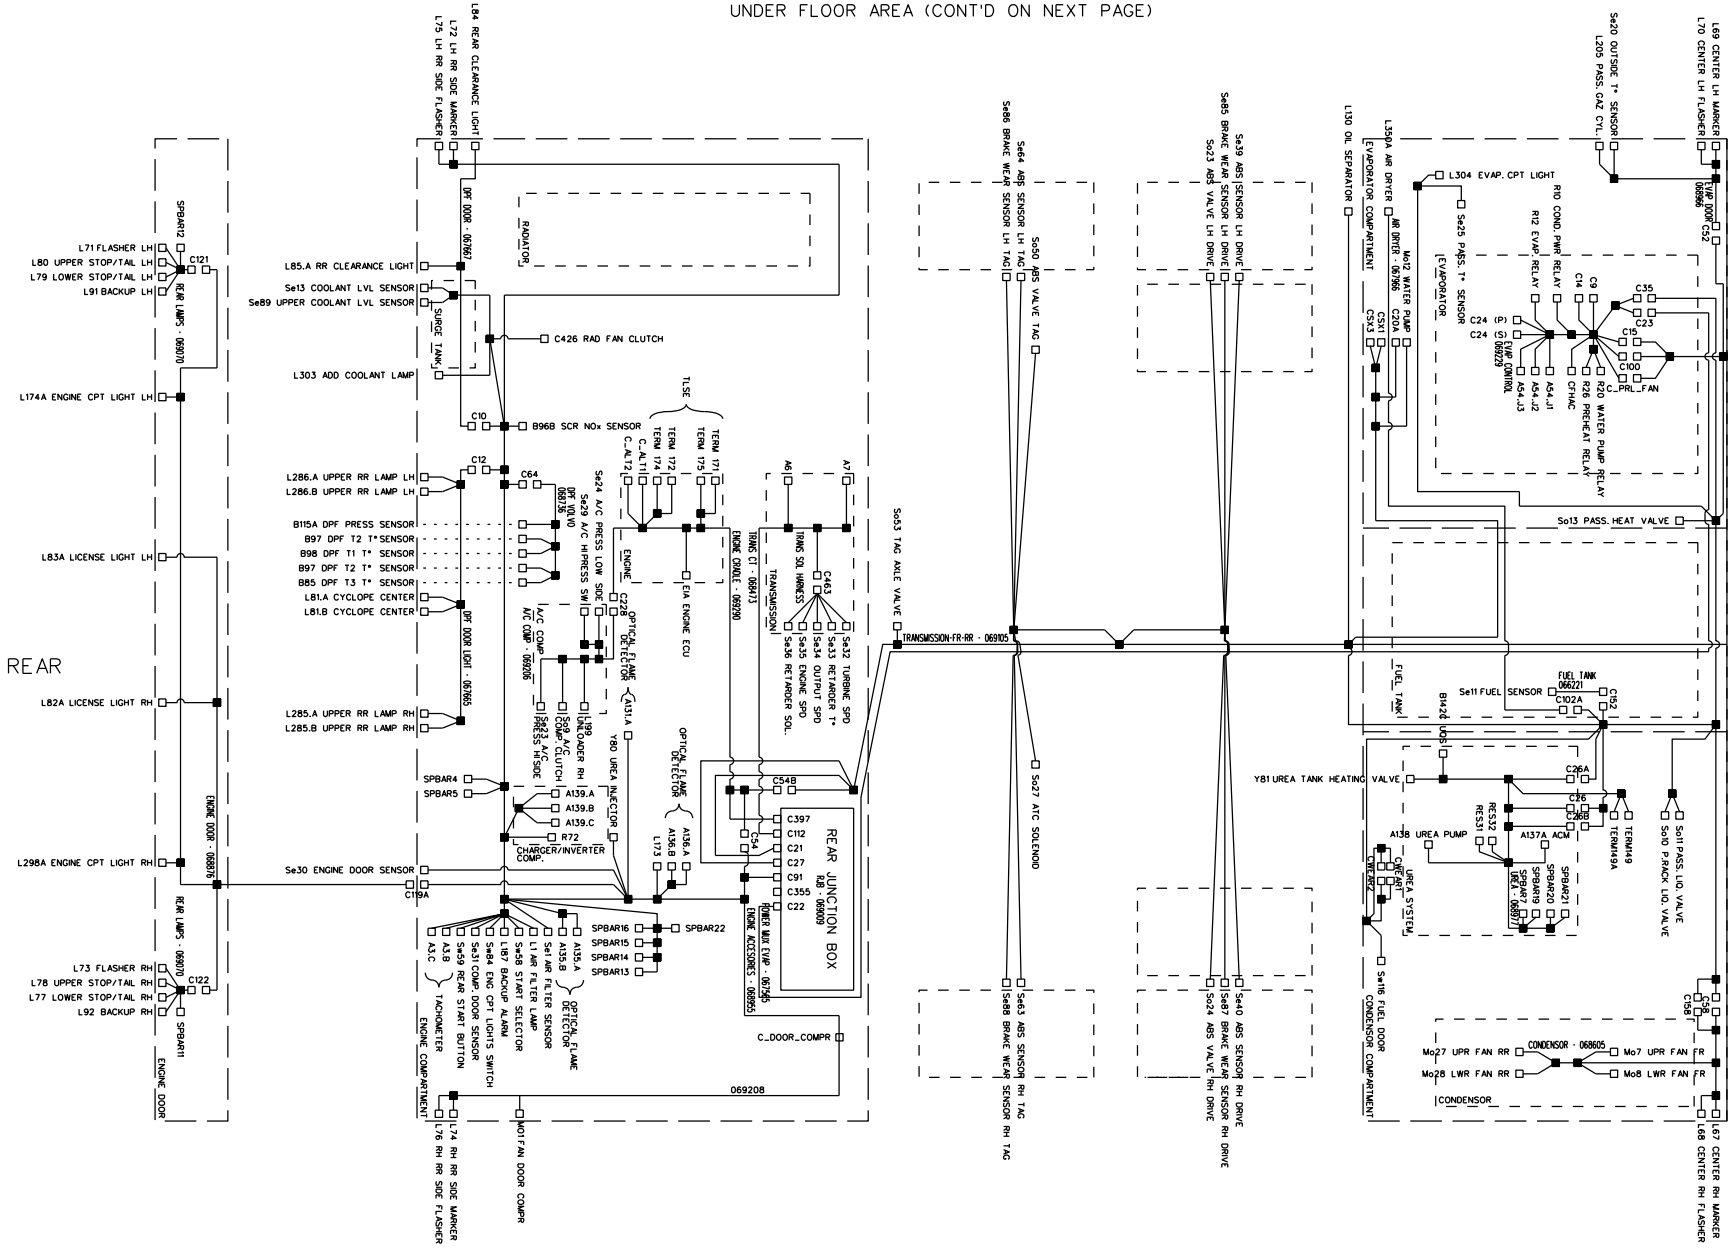 UNDER FLOOR AREA (CONT'D ON NEXT PAGE)
REAR
SPBAR12
L71 FLASHER LH
L80 UPPER STOP/TAIL LH
L79 LOWER STOP/TAIL LH
L91 BACKUP LH
C121
REAR LAMPS - 069070
L174A ENGINE CPT LIGHT LH
L83A LICENSE LIGHT LH
L82A LICENSE LIGHT RH
ENGINE DOOR - 068876
L298A ENGINE CPT LIGHT RH
REAR LAMPS - 069070
L73 FLASHER RH
L78 UPPER STOP/TAIL RH
L77 LOWER STOP/TAIL RH
L92 BACKUP RH
C122
SPBAR11
ENGINE DOOR
L75 LH RR SIDE FLASHER
L72 LH RR SIDE MARKER
L84 REAR CLEARANCE LIGHT
DPF DOOR - 067667
RADIATOR
L85.A RR CLEARANCE LIGHT
Se13 COOLANT LVL SENSOR
Se89 UPPER COOLANT LVL SENSOR
SURGE TANK
C426 RAD FAN CLUTCH
L303 ADD COOLANT LAMP
C10
B96B SCR NOx SENSOR
C12
C64
L286.A UPPER RR LAMP LH
L286.B UPPER RR LAMP LH
DPF VOLVO
068736
B115A DPF PRESS SENSOR
B97 DPF T2 T° SENSOR
B98 DPF T1 T° SENSOR
B97 DPF T2 T° SENSOR
B85 DPF T3 T° SENSOR
L81.A CYCLOPE CENTER
L81.B CYCLOPE CENTER
DPF DOOR LIGHT - 067665
L285.A UPPER RR LAMP RH
L285.B UPPER RR LAMP RH
TLSE
C_ALT2
C_ALT1
TERM 174
TERM 172
TERM 175
TERM 171
ENGINE
EIA ENGINE ECU
ENGINE CRADLE - 069290
TRANS CT - 068473
A6
A7
TRANS SOL HARNESS
TRANSMISSION
C463
Se36 RETARDER SOL.
Se35 ENGINE SPD
Se34 OUTPUT SPD
Se33 RETARDER T°
Se32 TURBINE SPD
Se29 A/C HIPRESS SW
Se24 A/C PRESS LOW SIDE
C228
A/C COMP
A/C COMP - 069206
OPTICAL FLAME
DETECTOR
A131.A
Se23 A/C
PRESS HI SIDE
So9 A/C
COMP. CLUTCH
L199
UNLOADER RH
Y80 UREA INJECTOR
OPTICAL FLAME
DETECTOR
L173
A136.B
A136.A
SPBAR4
SPBAR5
A139.A
A139.B
A139.C
R72
CHARGER/INVERTER
COMP.
C54B
C54
C397
C112
C21
C27
C91
C355
C22
REAR JUNCTION BOX
RJB - 069009
POWER MUX EVAP - 067565
ENGINE ACCESORIES - 068955
Se30 ENGINE DOOR SENSOR
C119A
A3.C
A3.B
TACHOMETER
Sw59 REAR START BUTTON
Se31 COMP. DOOR SENSOR
Sw84 ENG CPT LIGHTS SWITCH
L187 BACKUP ALARM
Sw58 START SELECTOR
L1 AIR FILTER LAMP
Se1 AIR FILTER SENSOR
A135.B
A135.A
OPTICAL FLAME
DETECTOR
SPBAR16
SPBAR15
SPBAR14
SPBAR13
SPBAR22
C_DOOR_COMPR
069208
ENGINE COMPARTMENT
L76 RH RR SIDE FLASHER
L74 RH RR SIDE MARKER
MO1 FAN DOOR COMPR
So53 TAG AXLE VALVE
TRANSMISSION-FR-RR - 069105
Se86 BRAKE WEAR SENSOR LH TAG
Se64 ABS SENSOR LH TAG
So50 ABS VALVE TAG
So27 ATC SOLENOID
Se88 BRAKE WEAR SENSOR RH TAG
Se63 ABS SENSOR RH TAG
So23 ABS VALVE LH DRIVE
Se85 BRAKE WEAR SENSOR LH DRIVE
Se39 ABS SENSOR LH DRIVE
So24 ABS VALVE RH DRIVE
Se87 BRAKE WEAR SENSOR RH DRIVE
Se40 ABS SENSOR RH DRIVE
L130 OIL SEPARATOR
L350A AIR DRYER
EVAPORATOR COMPARTMENT
AIR DRYER - 067966
CSX3
CSX1
C20A
Mo12 WATER PUMP
L304 EVAP. CPT LIGHT
Se25 PASS. T° SENSOR
EVAPORATOR
L205 PASS. GAZ CYL.
Se20 OUTSIDE T° SENSOR
L70 CENTER LH FLASHER
L69 CENTER LH MARKER
EVAP DOOR
068966
C52
R12 EVAP. RELAY
R10 COND. PWR RELAY
C14
C9
C35
C23
C24 (P)
C24 (S)
C15
C100
C_PRL_FAN
EVAP CONTROL
069229
A54.J3
A54.J2
A54.J1
CFHAC
R26 PREHEAT RELAY
R20 WATER PUMP RELAY
So13 PASS. HEAT VALVE
FUEL TANK
FUEL TANK
066221
Se11 FUEL SENSOR
C102A
C152
B142C UQS
Y81 UREA TANK HEATING VALVE
C26A
C26
C26B
RES31
RES32
A138 UREA PUMP
A137A ACM
TERM149A
TERM149
So10 P.RACK LIQ. VALVE
So11 PASS. LIQ. VALVE
CWEAR2
CWEAR1
UREA SYSTEM
UREA - 068977
SPBAR7
SPBAR19
SPBAR20
SPBAR21
Sw116 FUEL DOOR
CONDENSOR COMPARTMENT
C158
C58
CONDENSOR - 068605
Mo27 UPR FAN RR
Mo28 LWR FAN RR
Mo7 UPR FAN FR
Mo8 LWR FAN FR
CONDENSOR
L68 CENTER RH FLASHER
L67 CENTER RH MARKER